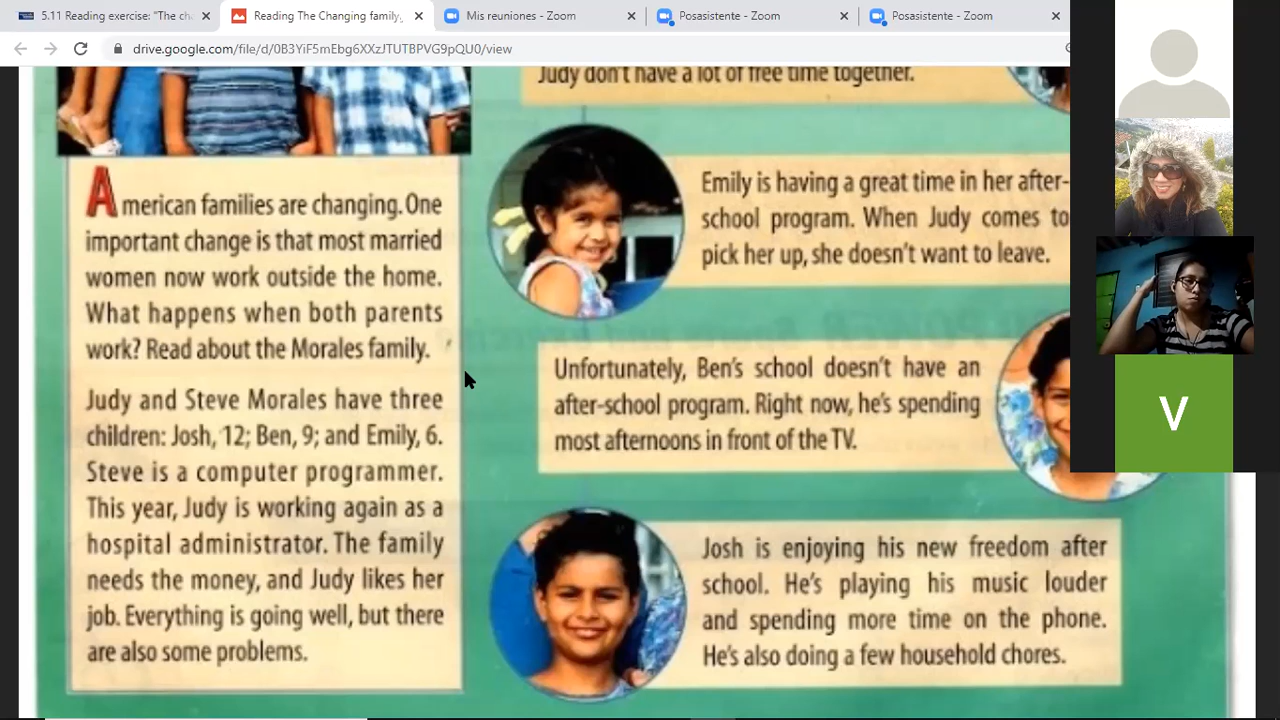 5.11 Reading exercise "The ch
Reading The Changing family
Mis reuniones - Zoom
Posasistente - Zoom
Posasistente - Zoom
drive.google.com/file/d/0B3YiF5mEbg6XXzJTUTBPVG9pQU0/view
Judy don't have a lot of free time together.
Emily is having a great time in her after-
school program. When Judy comes to
pick her up, she doesn't want to leave.
American families are changing. One
important change is that most married
women now work outside the home.
What happens when both parents
work? Read about the Morales family.
Judy and Steve Morales have three
children: Josh, 12; Ben, 9; and Emily, 6.
Steve is a computer programmer.
This year, Judy is working again as a
hospital administrator. The family
needs the money, and Judy likes her
job. Everything is going well, but there
are also some problems.
Unfortunately, Ben's school doesn't have an
after-school program. Right now, he's spending
most afternoons in front of the TV.
Josh is enjoying his new freedom after
school. He's playing his music louder
and spending more time on the phone.
He's also doing a few household chores.
V